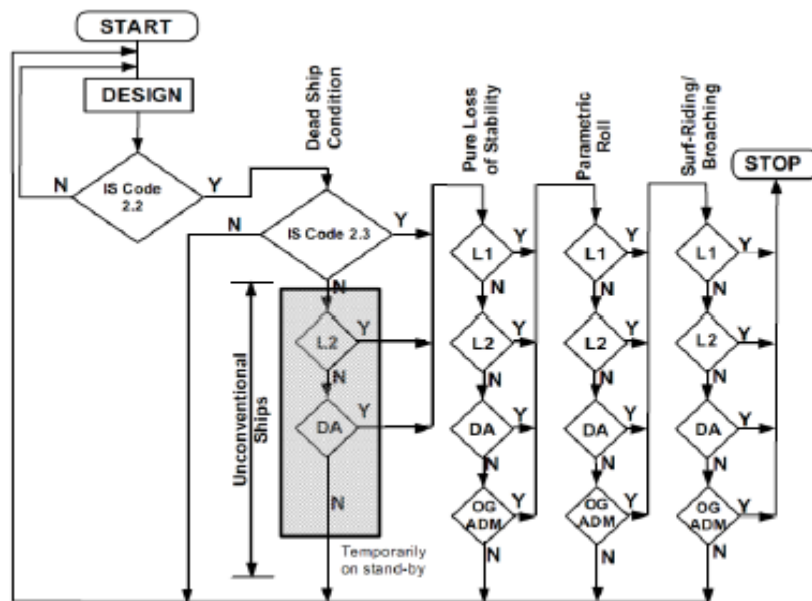 START
DESIGN
IS Code
2.2
N
Y
Dead Ship
Condition
IS Code 2.3
N
Y
N
L2
Y
N
DA
Y
N
Unconventional
Ships
Temporarily
on stand-by
Pure Loss
of Stability
L1
Y
N
L2
Y
N
DA
Y
N
OG
ADM
Y
N
Parametric
Roll
L1
Y
N
L2
Y
N
DA
Y
N
OG
ADM
Y
N
Surf-Riding/
Broaching
L1
Y
N
L2
Y
N
DA
Y
N
OG
ADM
Y
N
STOP